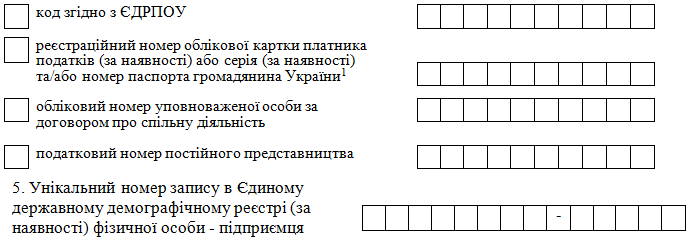 код згідно з ЄДРПОУ
реєстраційний номер облікової картки платника
податків (за наявності) або серія (за наявності)
та/або номер паспорта громадянина України¹
обліковий номер уповноваженої особи за
договором про спільну діяльність
податковий номер постійного представництва
5. Унікальний номер запису в Єдиному
державному демографічному реєстрі (за
наявності) фізичної особи - підприємця
-